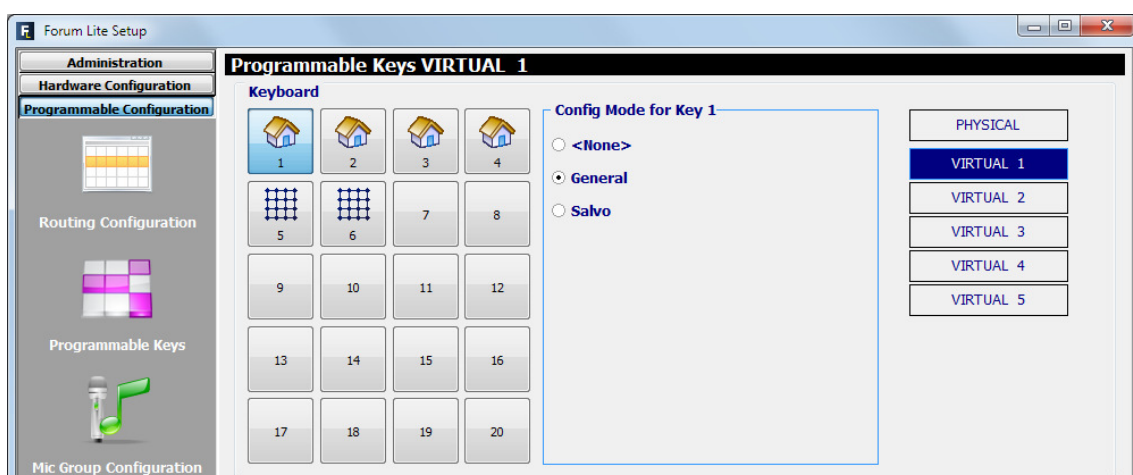 Forum Lite Setup
Administration
Hardware Configuration
Programmable Configuration
Routing Configuration
Programmable Keys
Mic Group Configuration
Programmable Keys VIRTUAL 1
Keyboard
1 2 3 4
5 6 7 8
9 10 11 12
13 14 15 16
17 18 19 20
Config Mode for Key 1
<None>
General
Salvo
PHYSICAL
VIRTUAL 1
VIRTUAL 2
VIRTUAL 3
VIRTUAL 4
VIRTUAL 5